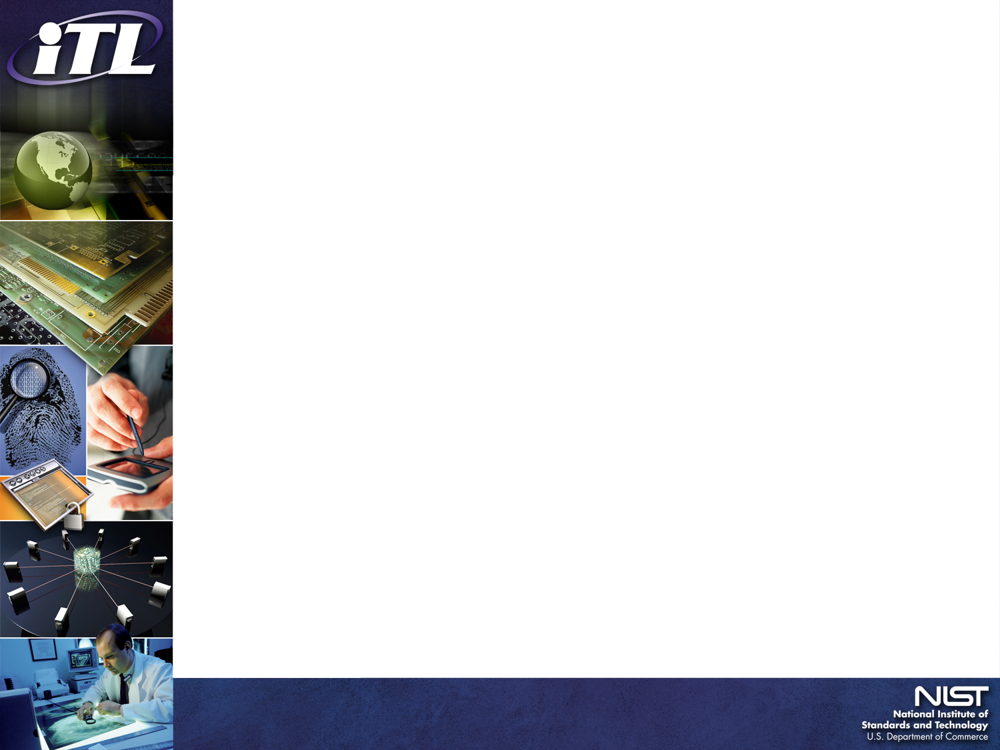 iTL
NIST
National Institute of
Standards and Technology
U.S. Department of Commerce